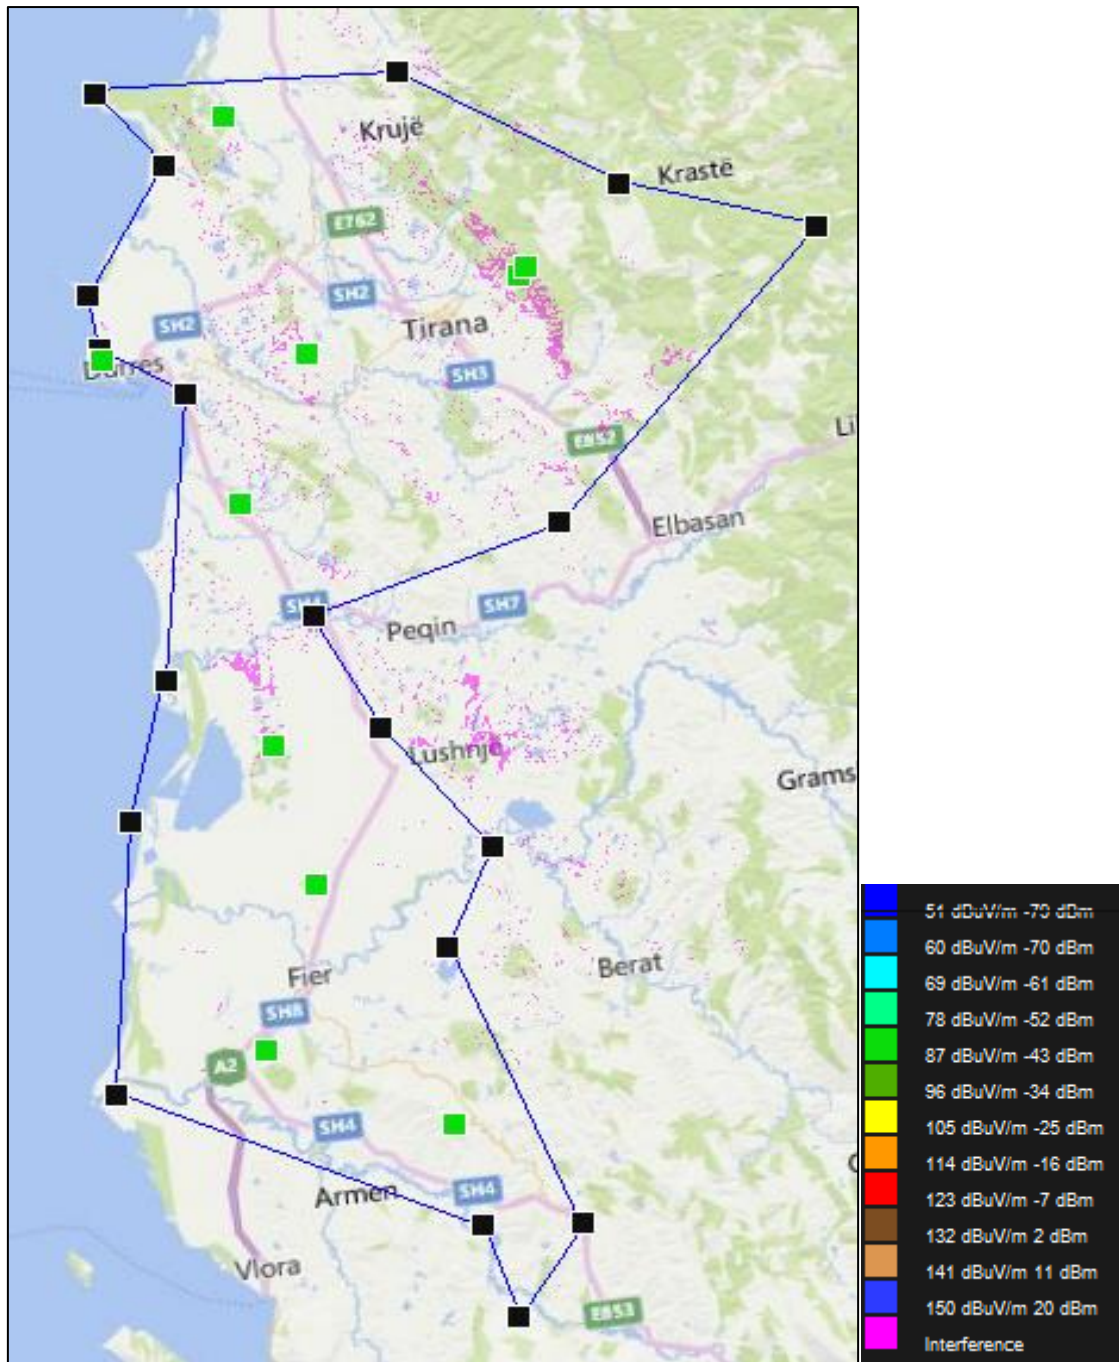 Krujë
Krastë
E762
SH2
SH2
Tirana
Durres
SH3
E852
Li
Elbasan
SH4
SH7
Peqin
Lushnje
Grams
Berat
Fier
SH8
A2
SH4
Armen
SH4
Vlora
E853
51 dBuV/m -79 dBm
60 dBuV/m -70 dBm
69 dBuV/m -61 dBm
78 dBuV/m -52 dBm
87 dBuV/m -43 dBm
96 dBuV/m -34 dBm
105 dBuV/m -25 dBm
114 dBuV/m -16 dBm
123 dBuV/m -7 dBm
132 dBuV/m 2 dBm
141 dBuV/m 11 dBm
150 dBuV/m 20 dBm
Interference